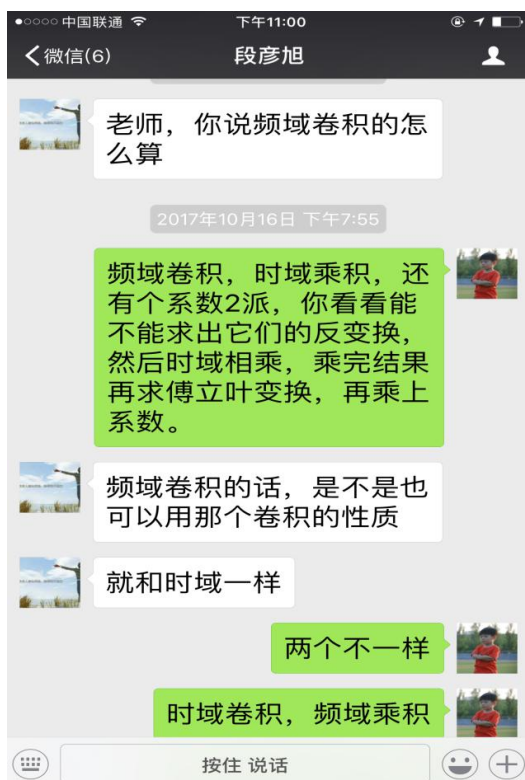 中国联通
下午11:00
微信(6)
段彦旭
老师，你说频域卷积的怎
么算
2017年10月16日 下午7:55
频域卷积，时域乘积，还
有个系数2派，你看看能
不能求出它们的反变换，
然后时域相乘，乘完结果
再求傅立叶变换，再乘上
系数。
频域卷积的话，是不是也
可以用那个卷积的性质
就和时域一样
两个不一样
时域卷积，频域乘积
按住 说话